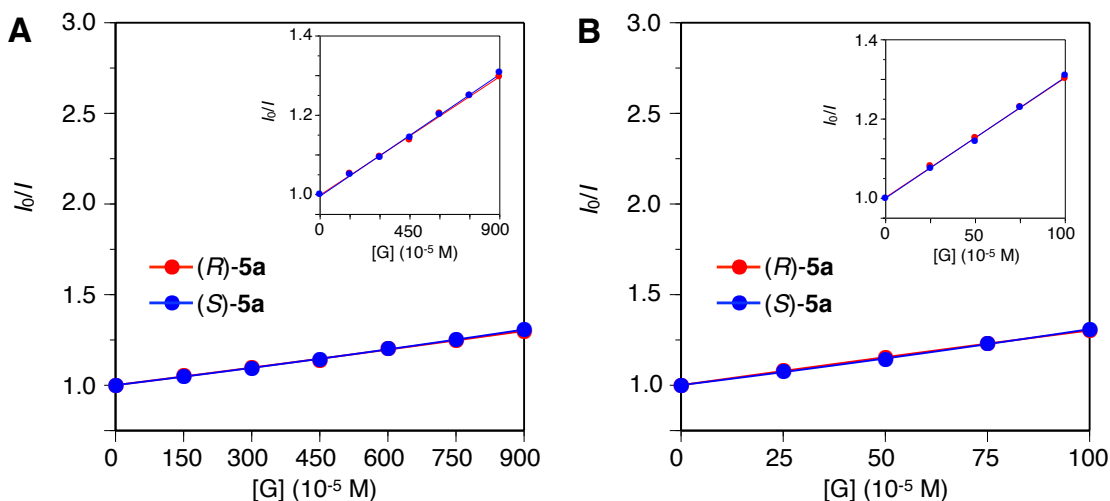 A
3.0
2.5
2.0
1.5
1.0
I₀/I
0 150 300 450 600 750 900
[G] (10⁻⁵ M)
(R)-5a
(S)-5a
1.4
1.2
1.0
I₀/I
0 450 900
[G] (10⁻⁵ M)
B
3.0
2.5
2.0
1.5
1.0
I₀/I
0 25 50 75 100
[G] (10⁻⁵ M)
(R)-5a
(S)-5a
1.4
1.2
1.0
I₀/I
0 50 100
[G] (10⁻⁵ M)